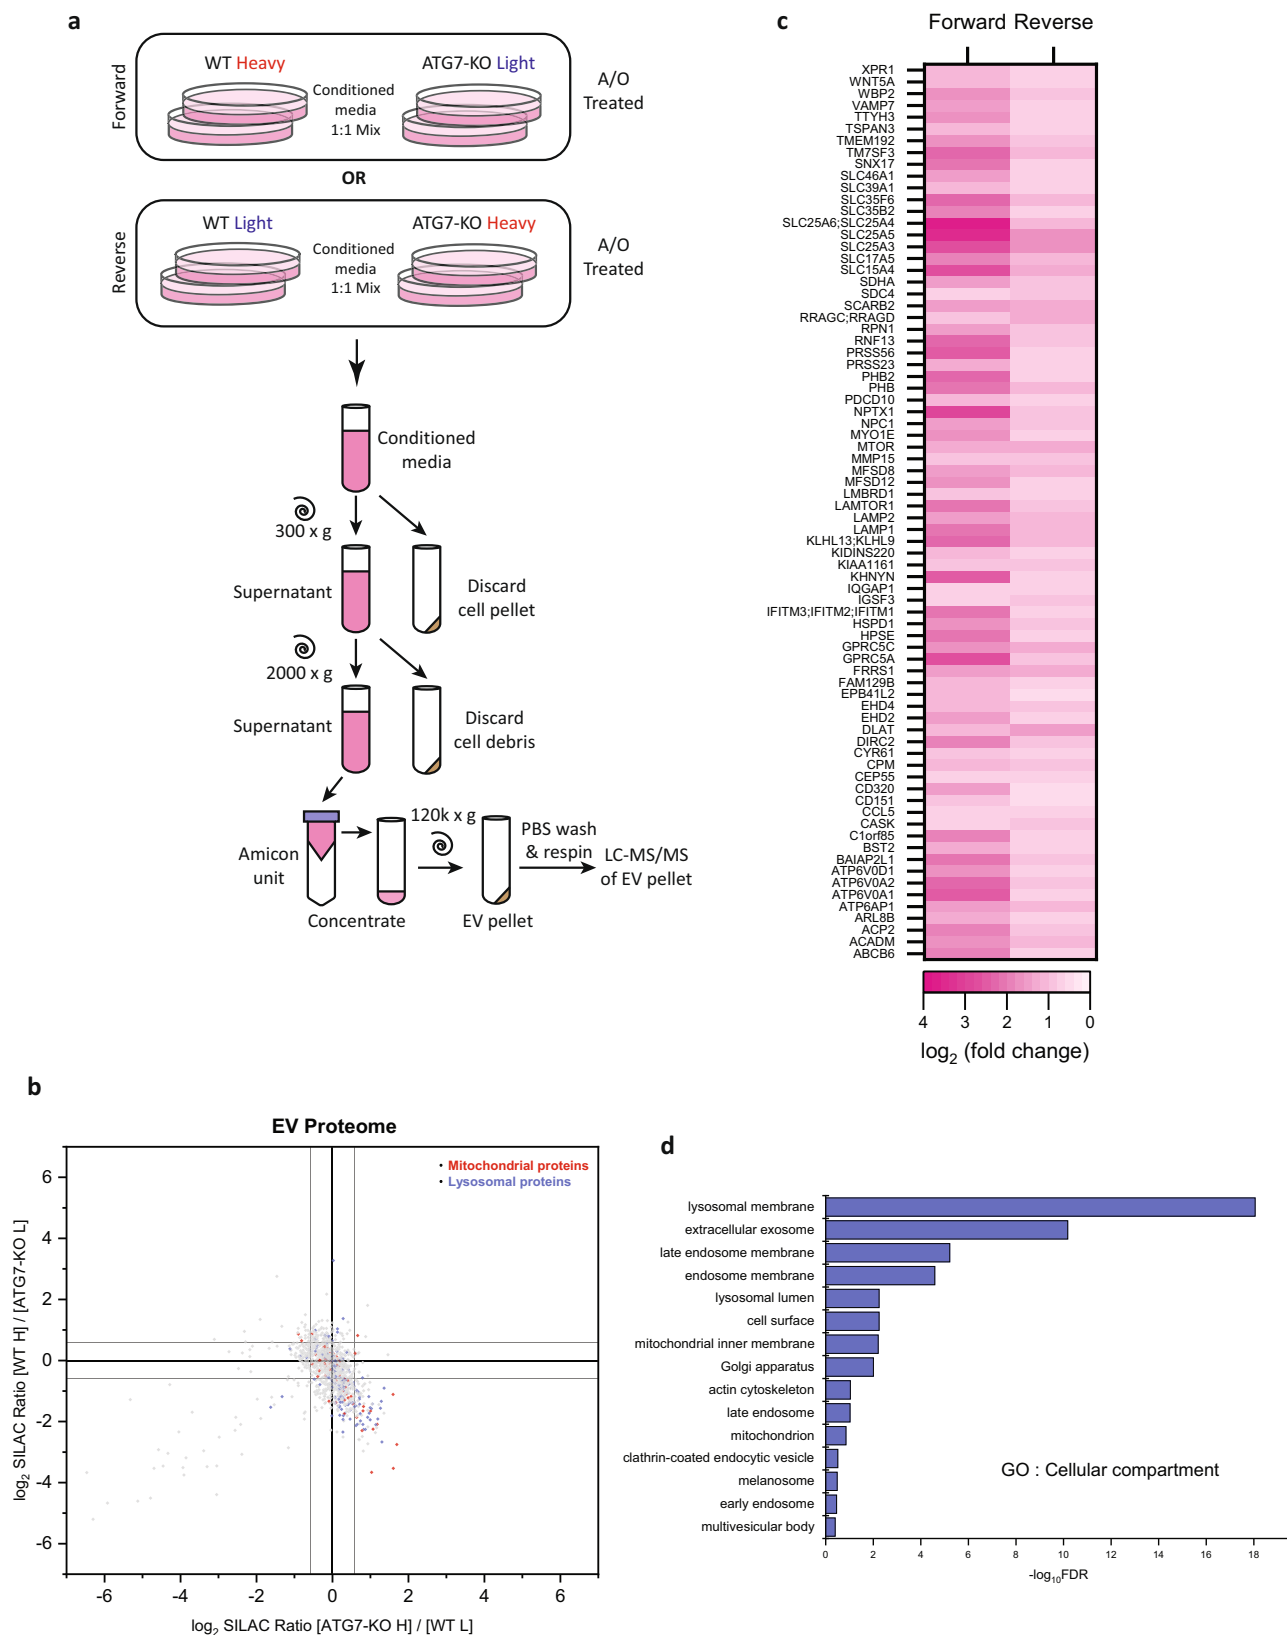 a
WT Heavy
ATG7-KO Light
Forward
Conditioned
media
1:1 Mix
A/O
Treated
OR
WT Light
ATG7-KO Heavy
Reverse
Conditioned
media
1:1 Mix
A/O
Treated
Conditioned
media
300 x g
Supernatant
Discard
cell pellet
2000 x g
Supernatant
Discard
cell debris
Amicon
unit
Concentrate
120k x g
EV pellet
PBS wash
& respin
LC-MS/MS
of EV pellet
c
Forward Reverse
XPR1
WNT5A
WBP2
VAMP7
TTYH3
TSPAN3
TMEM192
TM7SF3
SNX17
SLC46A1
SLC39A1
SLC35F6
SLC35B2
SLC25A6;SLC25A4
SLC25A5
SLC25A3
SLC17A5
SLC15A4
SDHA
SDC4
SCARB2
RRAGC;RRAGD
RPN1
RNF13
PRSS56
PRSS23
PHB2
PHB
PDCD10
NPTX1
NPC1
MYO1E
MTOR
MMP15
MFSD8
MFSD12
LMBRD1
LAMTOR1
LAMP2
LAMP1
KLHL13;KLHL9
KIDINS220
KIAA1161
KHNYN
IQGAP1
IGSF3
IFITM3;IFITM2;IFITM1
HSPD1
HPSE
GPRC5C
GPRC5A
FRRS1
FAM129B
EPB41L2
EHD4
EHD2
DLAT
DIRC2
CYR61
CPM
CEP55
CD320
CD151
CCL5
CASK
C1orf85
BST2
BAIAP2L1
ATP6V0D1
ATP6V0A2
ATP6V0A1
ATP6AP1
ARL8B
ACP2
ACADM
ABCB6
4 3 2 1 0
log2 (fold change)
b
EV Proteome
• Mitochondrial proteins
• Lysosomal proteins
6
4
2
0
-2
-4
-6
log2 SILAC Ratio [WT H] / [ATG7-KO L]
-6 -4 -2 0 2 4 6
log2 SILAC Ratio [ATG7-KO H] / [WT L]
d
lysosomal membrane
extracellular exosome
late endosome membrane
endosome membrane
lysosomal lumen
cell surface
mitochondrial inner membrane
Golgi apparatus
actin cytoskeleton
late endosome
mitochondrion
clathrin-coated endocytic vesicle
melanosome
early endosome
multivesicular body
GO : Cellular compartment
0 2 4 6 8 10 12 14 16 18
-log10FDR